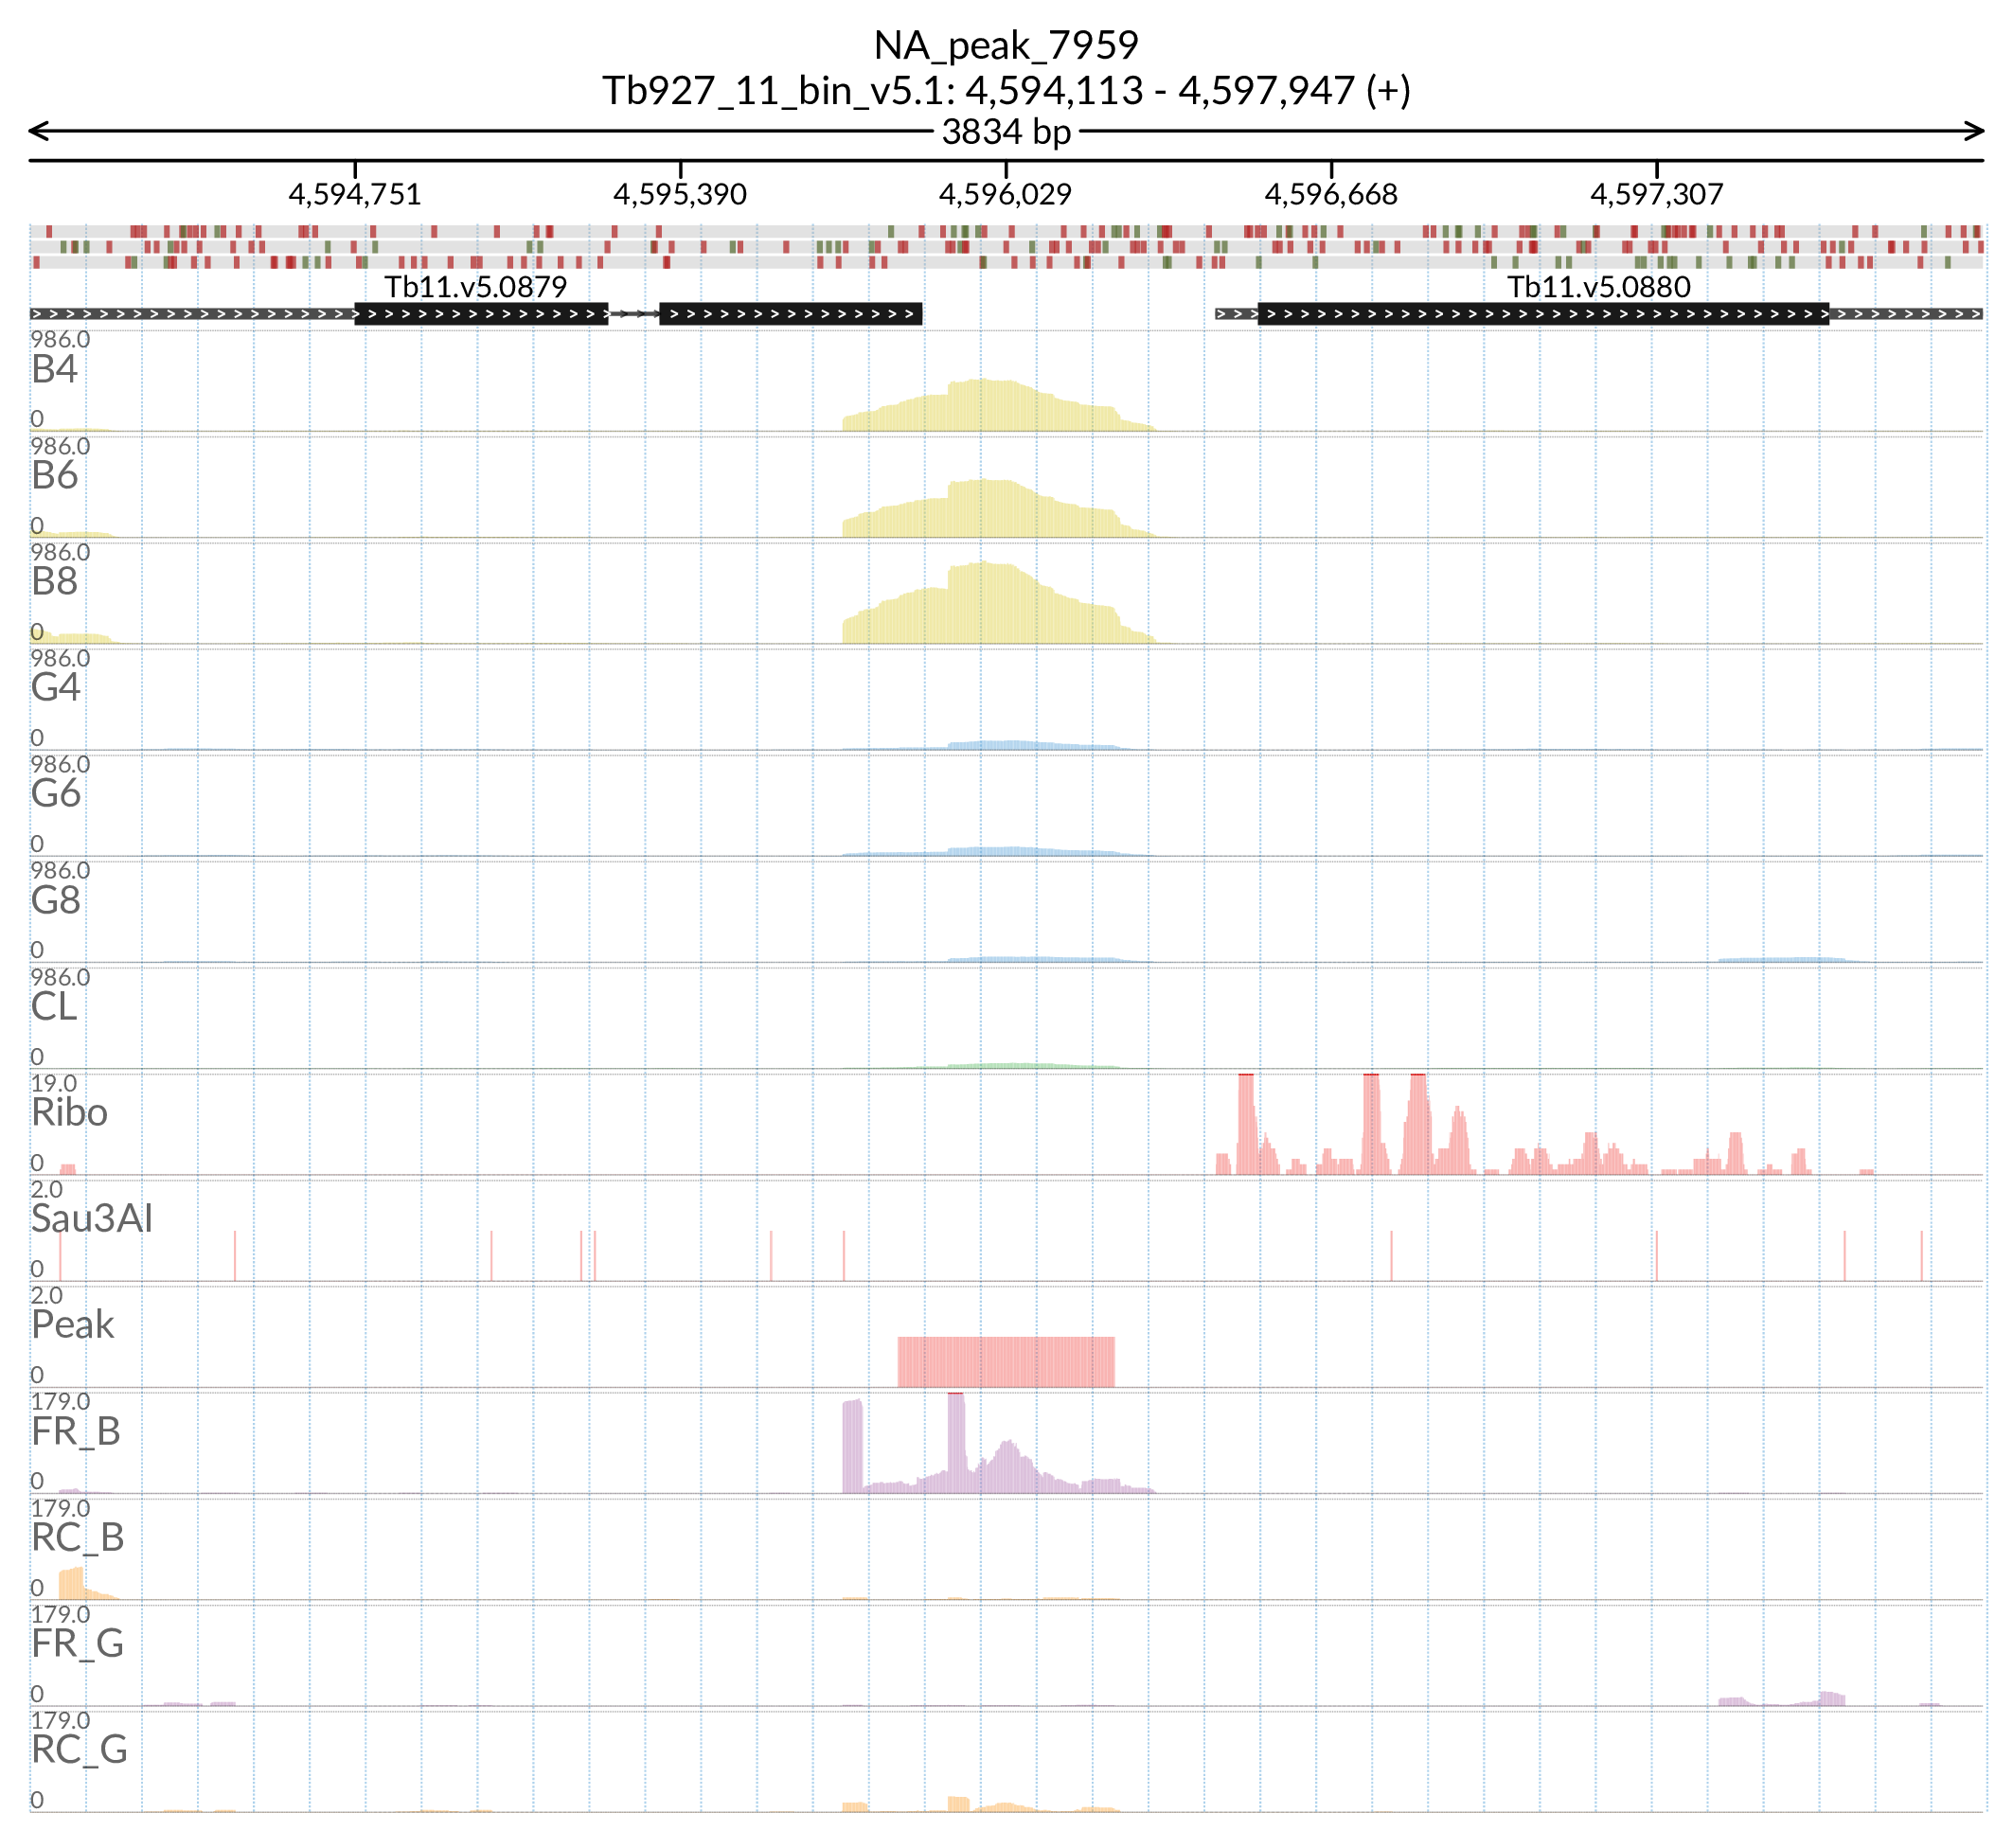 NA_peak_7959
Tb927_11_bin_v5.1: 4,594,113 - 4,597,947 (+)
3834 bp
4,594,751 4,595,390 4,596,029 4,596,668 4,597,307
Tb11.v5.0879 Tb11.v5.0880
986.0
B4
0
986.0
B6
0
986.0
B8
0
986.0
G4
0
986.0
G6
0
986.0
G8
0
986.0
CL
0
19.0
Ribo
0
2.0
Sau3AI
0
2.0
Peak
0
179.0
FR_B
0
179.0
RC_B
0
179.0
FR_G
0
179.0
RC_G
0